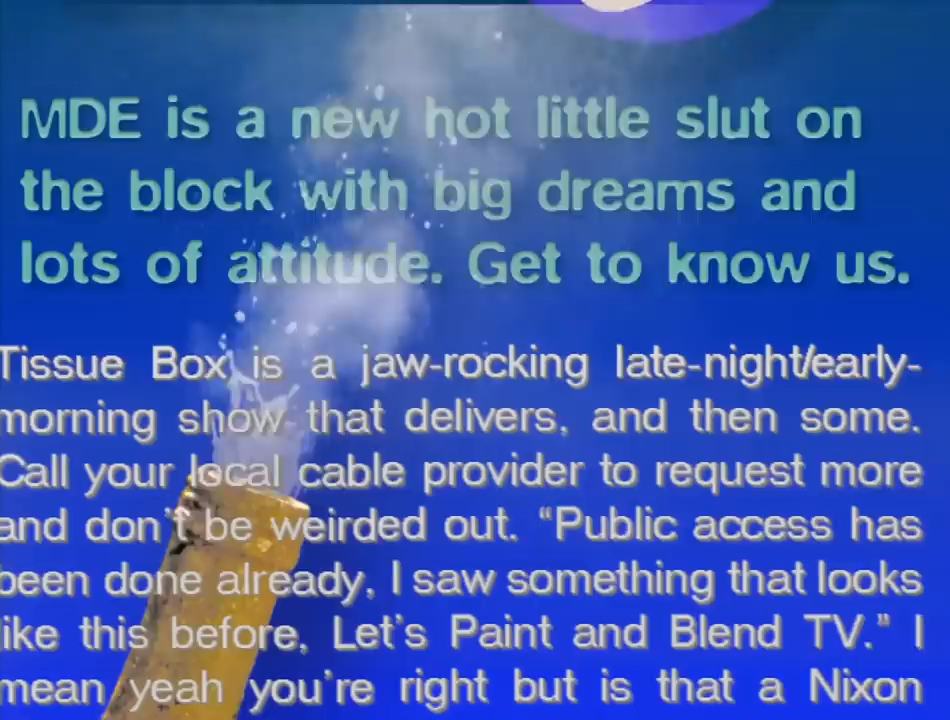 MDE is a new hot little slut on
the block with big dreams and
lots of attitude. Get to know us.
Tissue Box is a jaw-rocking late-night/early-
morning show that delivers, and then some.
Call your local cable provider to request more
and don't be weirded out. “Public access has
been done already, I saw something that looks
like this before, Let's Paint and Blend TV.” I
mean yeah you're right but is that a Nixon